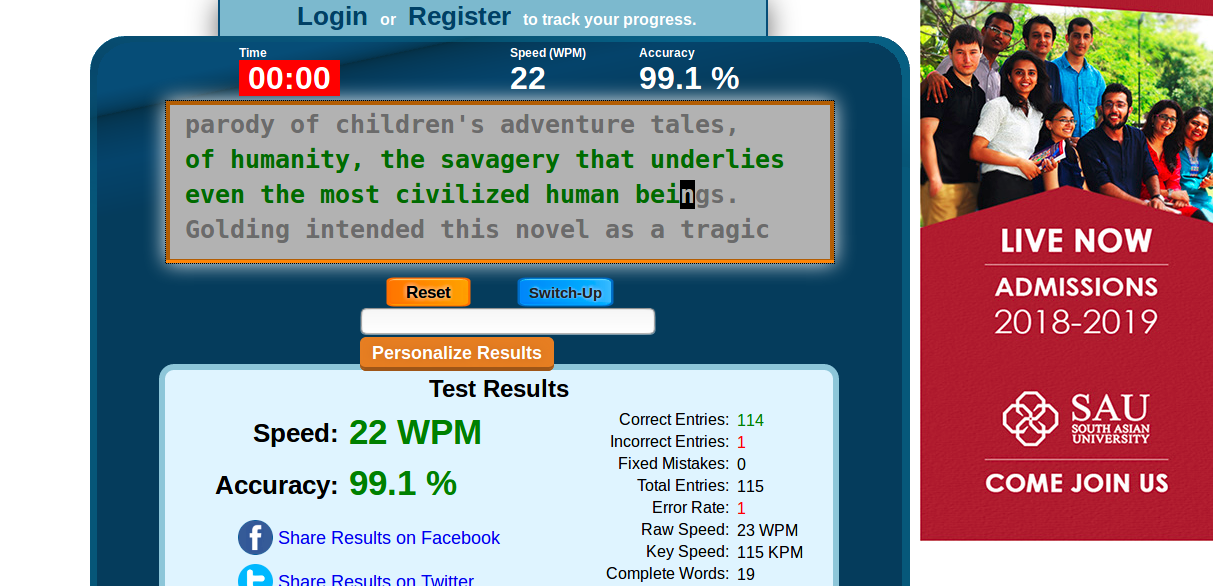 Login or Register to track your progress.
Time
00:00
Speed (WPM)
22
Accuracy
99.1 %
parody of children's adventure tales,
of humanity, the savagery that underlies
even the most civilized human beings.
Golding intended this novel as a tragic
Reset
Switch-Up
Personalize Results
Test Results
Speed: 22 WPM
Accuracy: 99.1 %
f Share Results on Facebook
t Share Results on Twitter
Correct Entries: 114
Incorrect Entries: 1
Fixed Mistakes: 0
Total Entries: 115
Error Rate: 1
Raw Speed: 23 WPM
Key Speed: 115 KPM
Complete Words: 19
LIVE NOW
ADMISSIONS
2018-2019
SAU
SOUTH ASIAN
UNIVERSITY
COME JOIN US